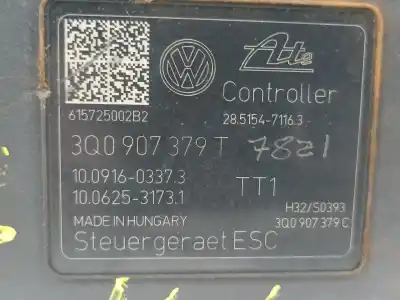 Ate
Controller
615725002B2
28.5154-7116.3
3Q0 907 379 T
7821
10.0916-0337.3
10.0625-3173.1
TT1
H32/S0393
MADE IN HUNGARY
3Q0 907 379 C
Steuergeraet ESC